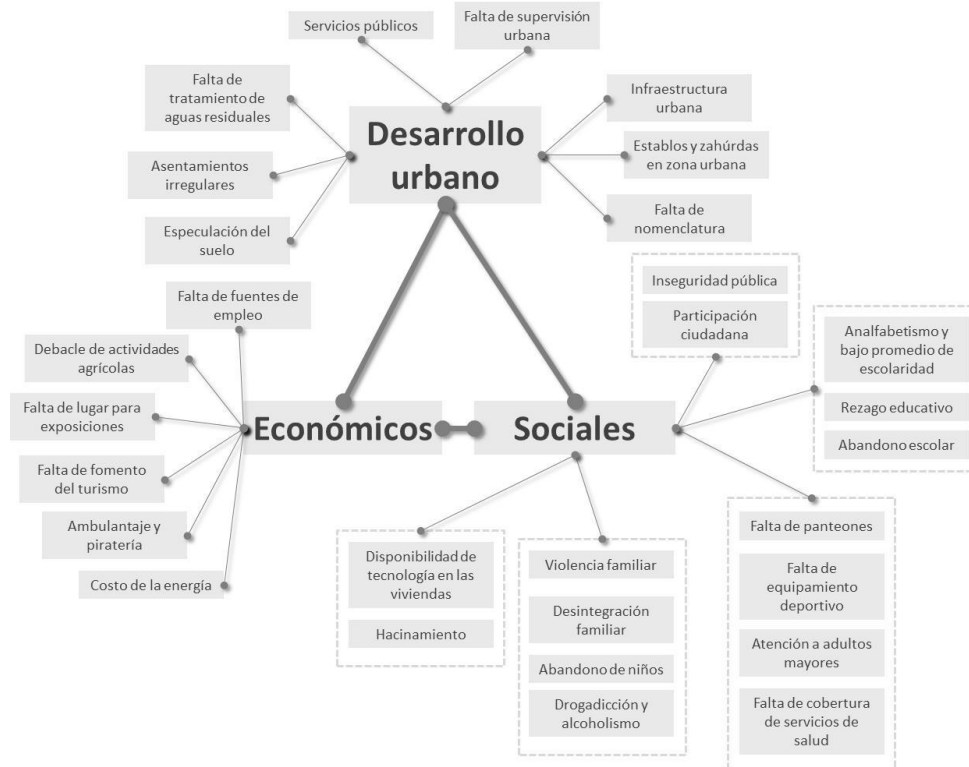 Servicios públicos
Falta de supervisión
urbana
Falta de
tratamiento de
aguas residuales
Asentamientos
irregulares
Especulación del
suelo
Desarrollo
urbano
Infraestructura
urbana
Establos y zahúrdas
en zona urbana
Falta de
nomenclatura
Falta de fuentes de
empleo
Debacle de actividades
agrícolas
Falta de lugar para
exposiciones
Falta de fomento
del turismo
Ambulantaje y
piratería
Costo de la energía
Económicos
Sociales
Inseguridad pública
Participación
ciudadana
Analfabetismo y
bajo promedio de
escolaridad
Rezago educativo
Abandono escolar
Disponibilidad de
tecnología en las
viviendas
Hacinamiento
Violencia familiar
Desintegración
familiar
Abandono de niños
Drogadicción y
alcoholismo
Falta de panteones
Falta de
equipamiento
deportivo
Atención a adultos
mayores
Falta de cobertura
de servicios de
salud